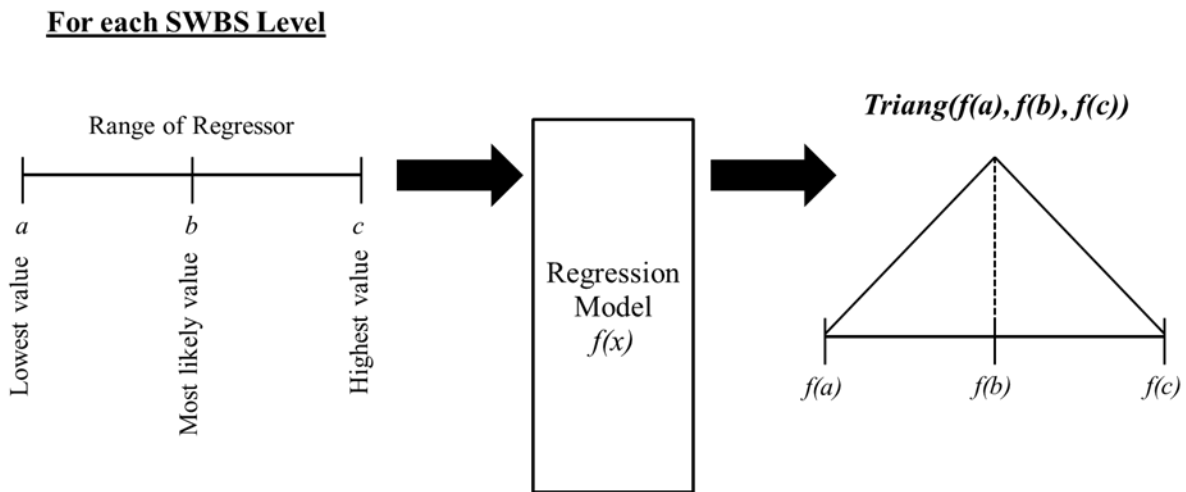 For each SWBS Level
Range of Regressor
a
b
c
Lowest value
Most likely value
Highest value
Regression
Model
f(x)
Triang(f(a), f(b), f(c))
f(a)
f(b)
f(c)